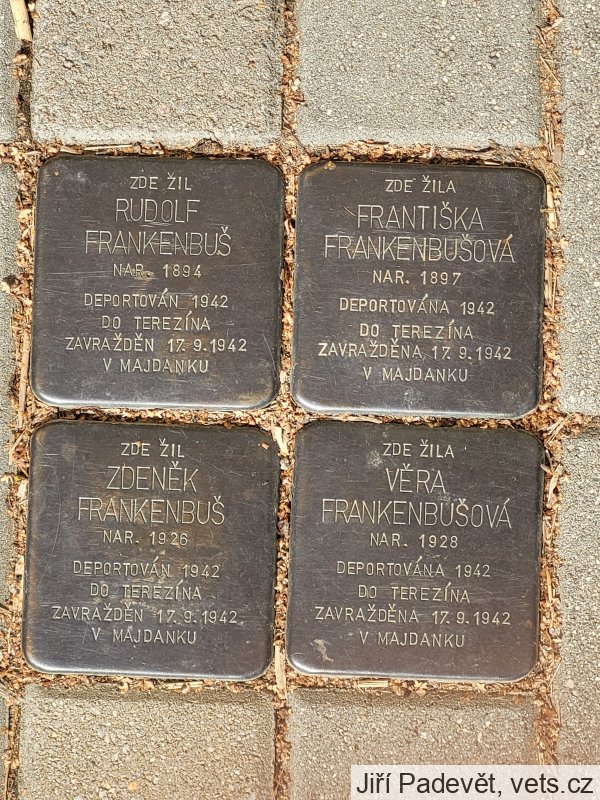 ZDE ŽIL
RUDOLF
FRANKENBUŠ
NAR. 1894
DEPORTOVÁN 1942
DO TEREZÍNA
ZAVRAŽDĚN 17.9.1942
V MAJDANKU
ZDE ŽILA
FRANTIŠKA
FRANKENBUŠOVÁ
NAR. 1897
DEPORTOVÁNA 1942
DO TEREZÍNA
ZAVRAŽDĚNA 17.9.1942
V MAJDANKU
ZDE ŽIL
ZDENĚK
FRANKENBUŠ
NAR. 1926
DEPORTOVÁN 1942
DO TEREZÍNA
ZAVRAŽDĚN 17.9.1942
V MAJDANKU
ZDE ŽILA
VĚRA
FRANKENBUŠOVÁ
NAR. 1928
DEPORTOVÁNA 1942
DO TEREZÍNA
ZAVRAŽDĚNA 17.9.1942
V MAJDANKU
Jiří Padevět, vets.cz